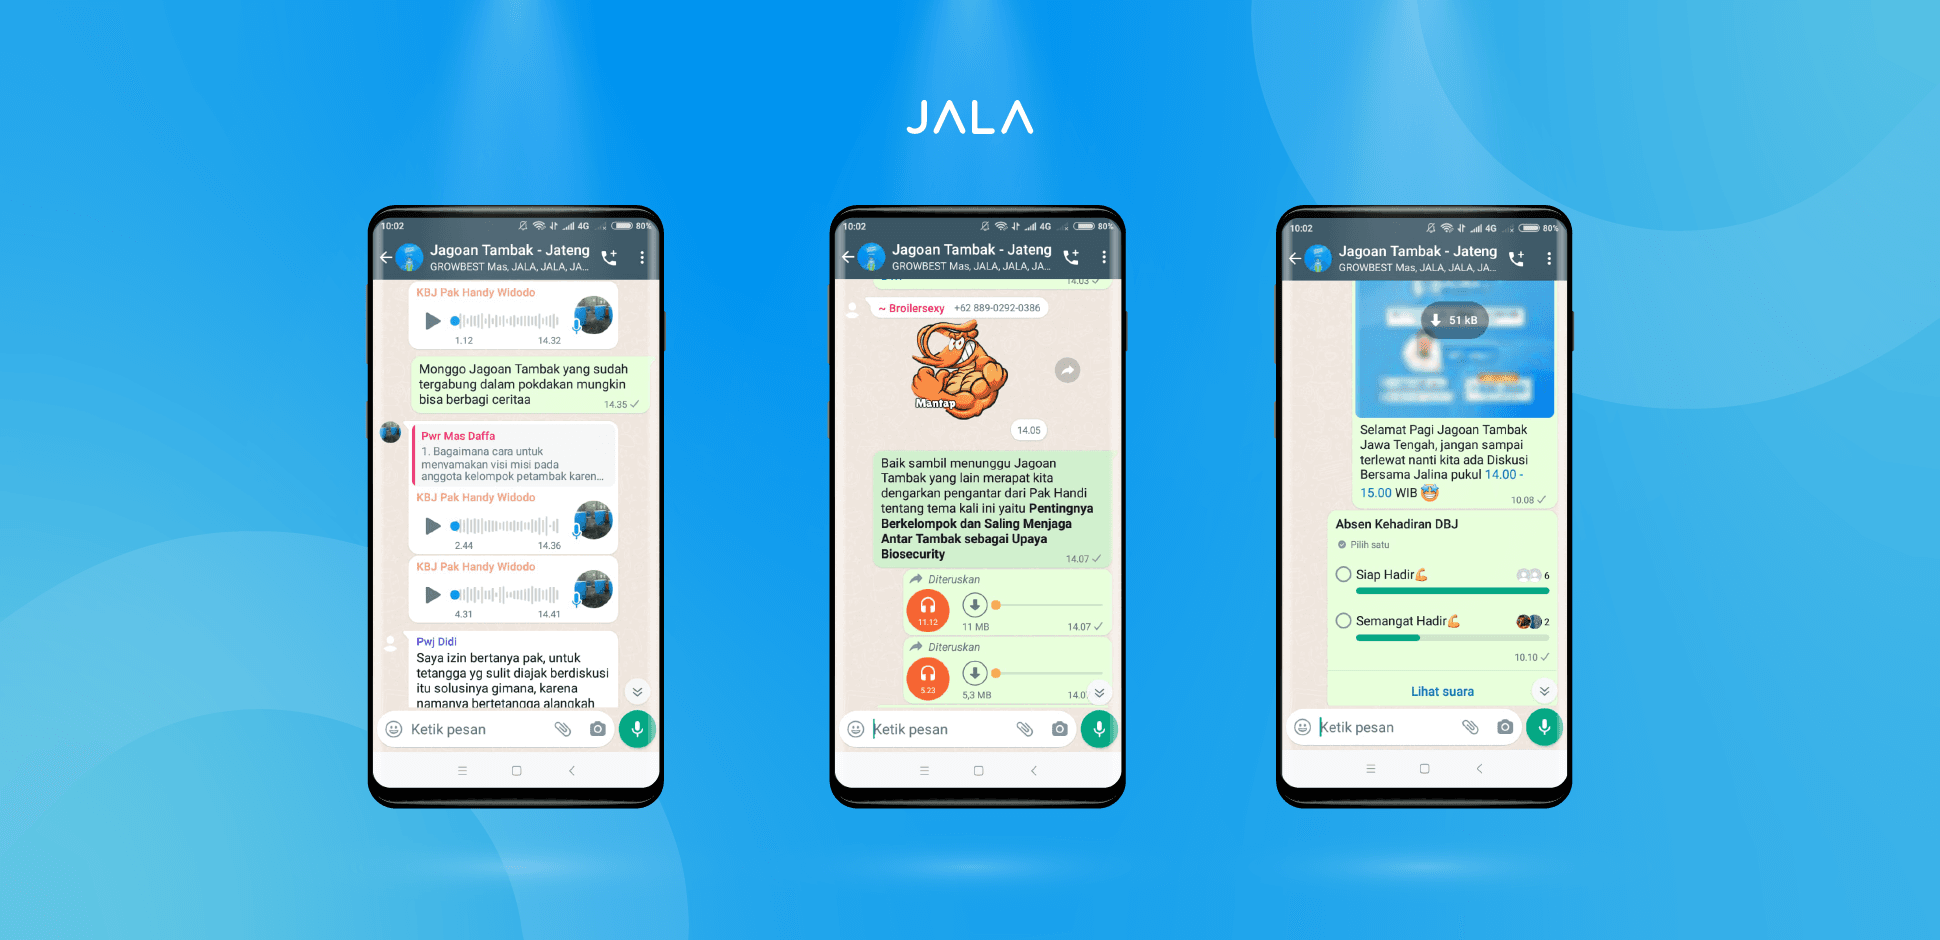 JALA
10:02
4G
80%
Jagoan Tambak - Jateng
GROWBEST Mas, JALA, JALA, JA...
KBJ Pak Handy Widodo
1.12
14.32
Monggo Jagoan Tambak yang sudah
tergabung dalam pokdakan mungkin
bisa berbagi ceritaa
14.35
Pwr Mas Daffa
1. Bagaimana cara untuk
menyamakan visi misi pada
anggota kelompok petambak karen...
KBJ Pak Handy Widodo
2.44
14.36
KBJ Pak Handy Widodo
4.31
14.41
Pwj Didi
Saya izin bertanya pak, untuk
tetangga yg sulit diajak berdiskusi
itu solusinya gimana, karena
namanya bertetangga alangkah
Ketik pesan
10:02
4G
80%
Jagoan Tambak - Jateng
GROWBEST Mas, JALA, JALA, JA...
14.03
~ Broilersexy +62 889-0292-0386
Mantap
14.05
Baik sambil menunggu Jagoan
Tambak yang lain merapat kita
dengarkan pengantar dari Pak Handi
tentang tema kali ini yaitu Pentingnya
Berkelompok dan Saling Menjaga
Antar Tambak sebagai Upaya
Biosecurity
14.07
Diteruskan
11.12
11 MB
14.07
Diteruskan
5.23
5,3 MB
14.0
Ketik pesan
10:02
4G
80%
Jagoan Tambak - Jateng
GROWBEST Mas, JALA, JALA, JA...
51 kB
Selamat Pagi Jagoan Tambak
Jawa Tengah, jangan sampai
terlewat nanti kita ada Diskusi
Bersama Jalina pukul 14.00 -
15.00 WIB
10.08
Absen Kehadiran DBJ
Pilih satu
Siap Hadir
6
Semangat Hadir
2
10.10
Lihat suara
Ketik pesan